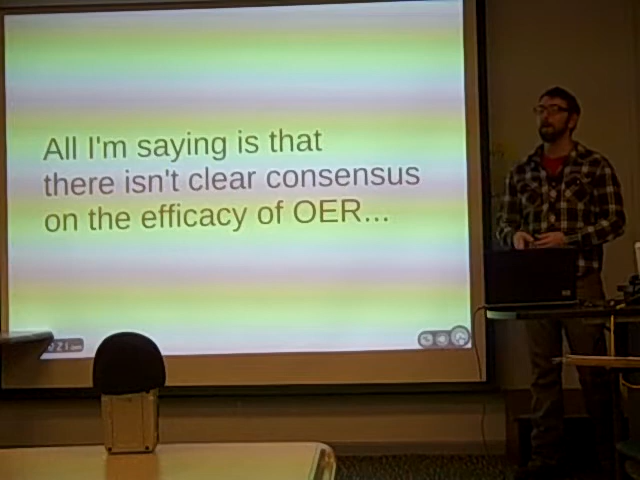 All I'm saying is that
there isn't clear consensus
on the efficacy of OER...